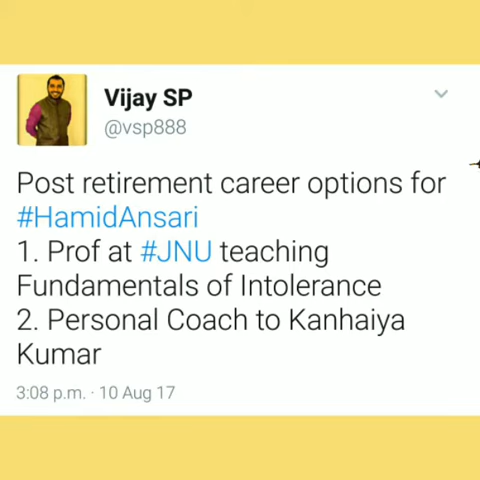 Vijay SP
@vsp888
Post retirement career options for
#HamidAnsari
1. Prof at #JNU teaching
Fundamentals of Intolerance
2. Personal Coach to Kanhaiya
Kumar
3:08 p.m. · 10 Aug 17